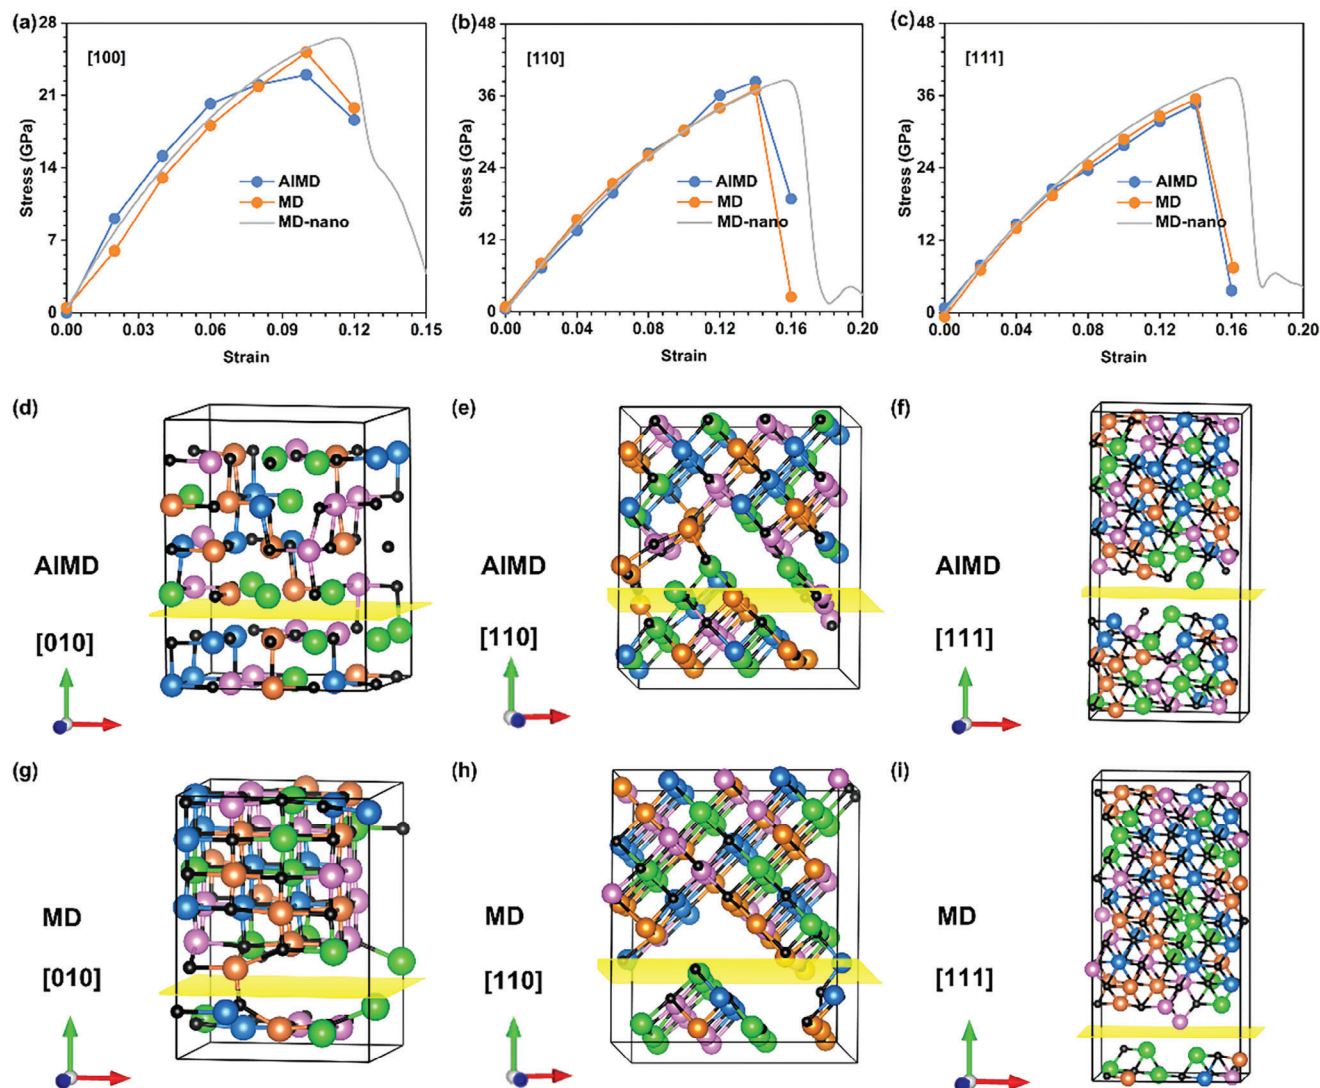 (a)
28
21
14
7
0
Stress (GPa)
[100]
AIMD
MD
MD-nano
0.00
0.03
0.06
0.09
0.12
0.15
Strain
(b)
48
36
24
12
0
Stress (GPa)
[110]
AIMD
MD
MD-nano
0.00
0.04
0.08
0.12
0.16
0.20
Strain
(c)
48
36
24
12
0
Stress (GPa)
[111]
AIMD
MD
MD-nano
0.00
0.04
0.08
0.12
0.16
0.20
Strain
(d)
AIMD
[010]
(e)
AIMD
[110]
(f)
AIMD
[111]
(g)
MD
[010]
(h)
MD
[110]
(i)
MD
[111]